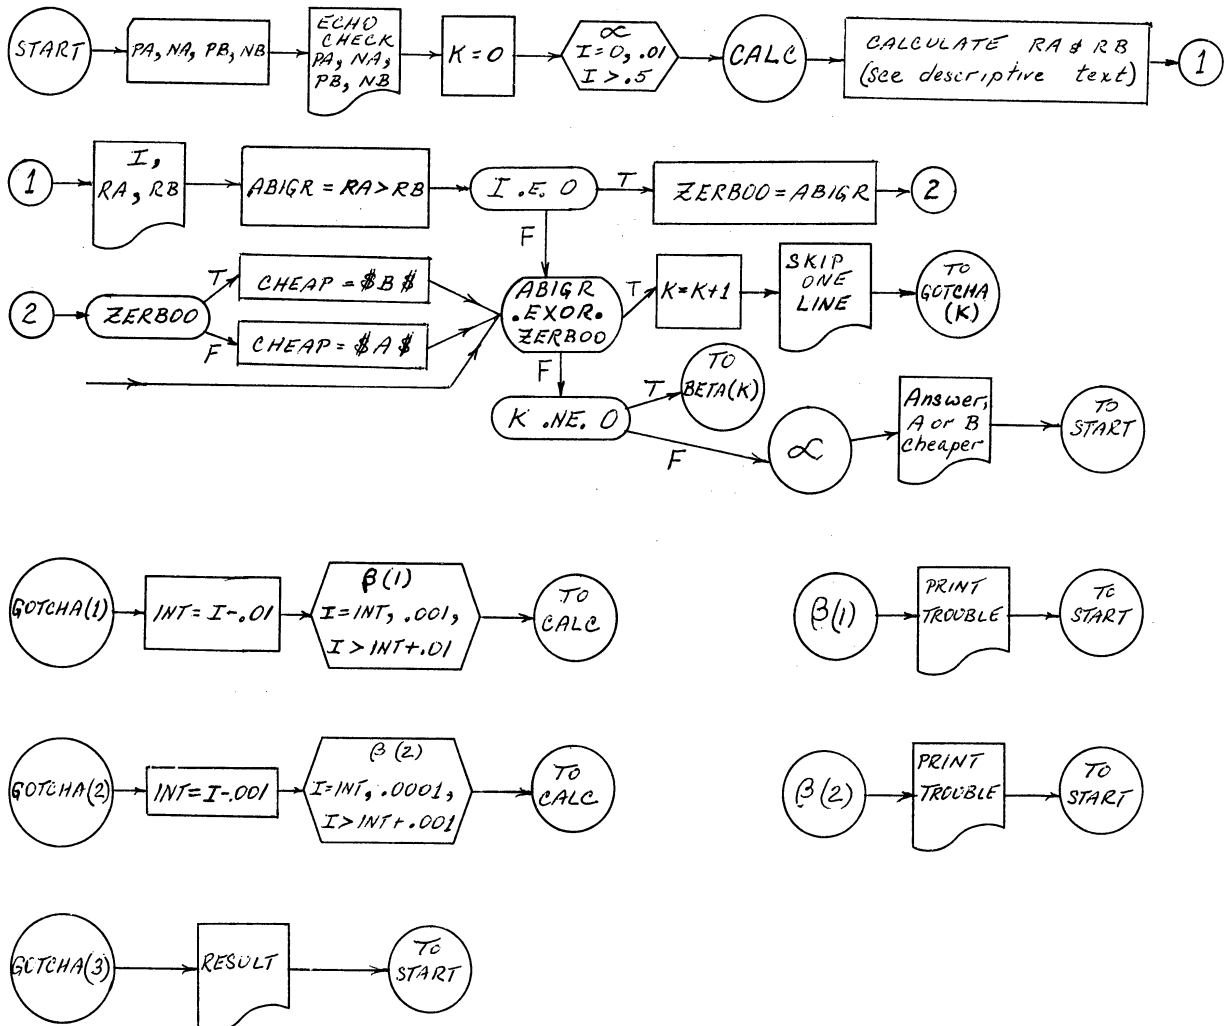 START
PA, NA, PB, NB
ECHO
CHECK
PA, NA,
PB, NB
K = 0
∝
I = 0, .01
I > .5
CALC
CALCULATE RA & RB
(see descriptive text)
1
1
I,
RA, RB
ABIGR = RA > RB
I .E. 0
T
ZERBOO = ABIGR
2
F
2
ZERBOO
T
CHEAP = $B$
F
CHEAP = $A$
ABIGR
.EXOR.
ZERBOO
T
K=K+1
SKIP
ONE
LINE
TO
GOTCHA
(K)
F
K .NE. 0
T
TO
BETA(K)
F
∝
Answer,
A or B
cheaper
TO
START
GOTCHA(1)
INT = I-.01
β(1)
I=INT, .001,
I > INT+.01
TO
CALC
β(1)
PRINT
TROUBLE
TO
START
GOTCHA(2)
INT=I-.001
β(2)
I=INT, .0001,
I > INT+.001
TO
CALC
β(2)
PRINT
TROUBLE
TO
START
GOTCHA(3)
RESULT
TO
START